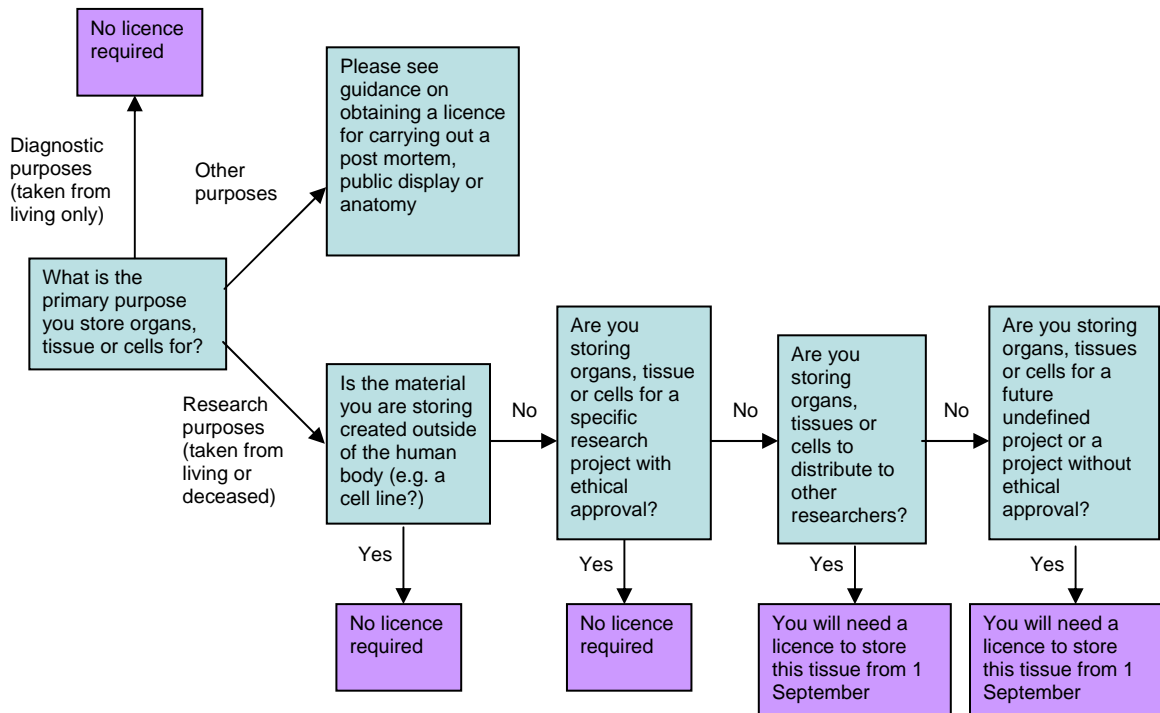 No licence
required
Please see
guidance on
obtaining a licence
for carrying out a
post mortem,
public display or
anatomy
Diagnostic
purposes
(taken from
living only)
Other
purposes
What is the
primary purpose
you store organs,
tissue or cells for?
Research
purposes
(taken from
living or
deceased)
Is the material
you are storing
created outside
of the human
body (e.g. a
cell line?)
No
Are you
storing
organs, tissue
or cells for a
specific
research
project with
ethical
approval?
No
Are you
storing
organs,
tissues or
cells to
distribute to
other
researchers?
No
Are you storing
organs, tissues
or cells for a
future
undefined
project or a
project without
ethical
approval?
Yes
No licence
required
Yes
No licence
required
Yes
You will need a
licence to store
this tissue from 1
September
Yes
You will need a
licence to store
this tissue from 1
September